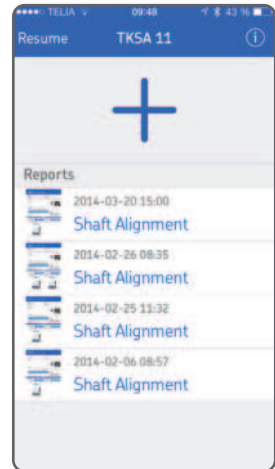 TELIA 09:48 43 %
Resume TKSA 11
Reports
2014-03-20 15:00
Shaft Alignment
2014-02-26 08:35
Shaft Alignment
2014-02-25 11:32
Shaft Alignment
2014-02-06 08:57
Shaft Alignment